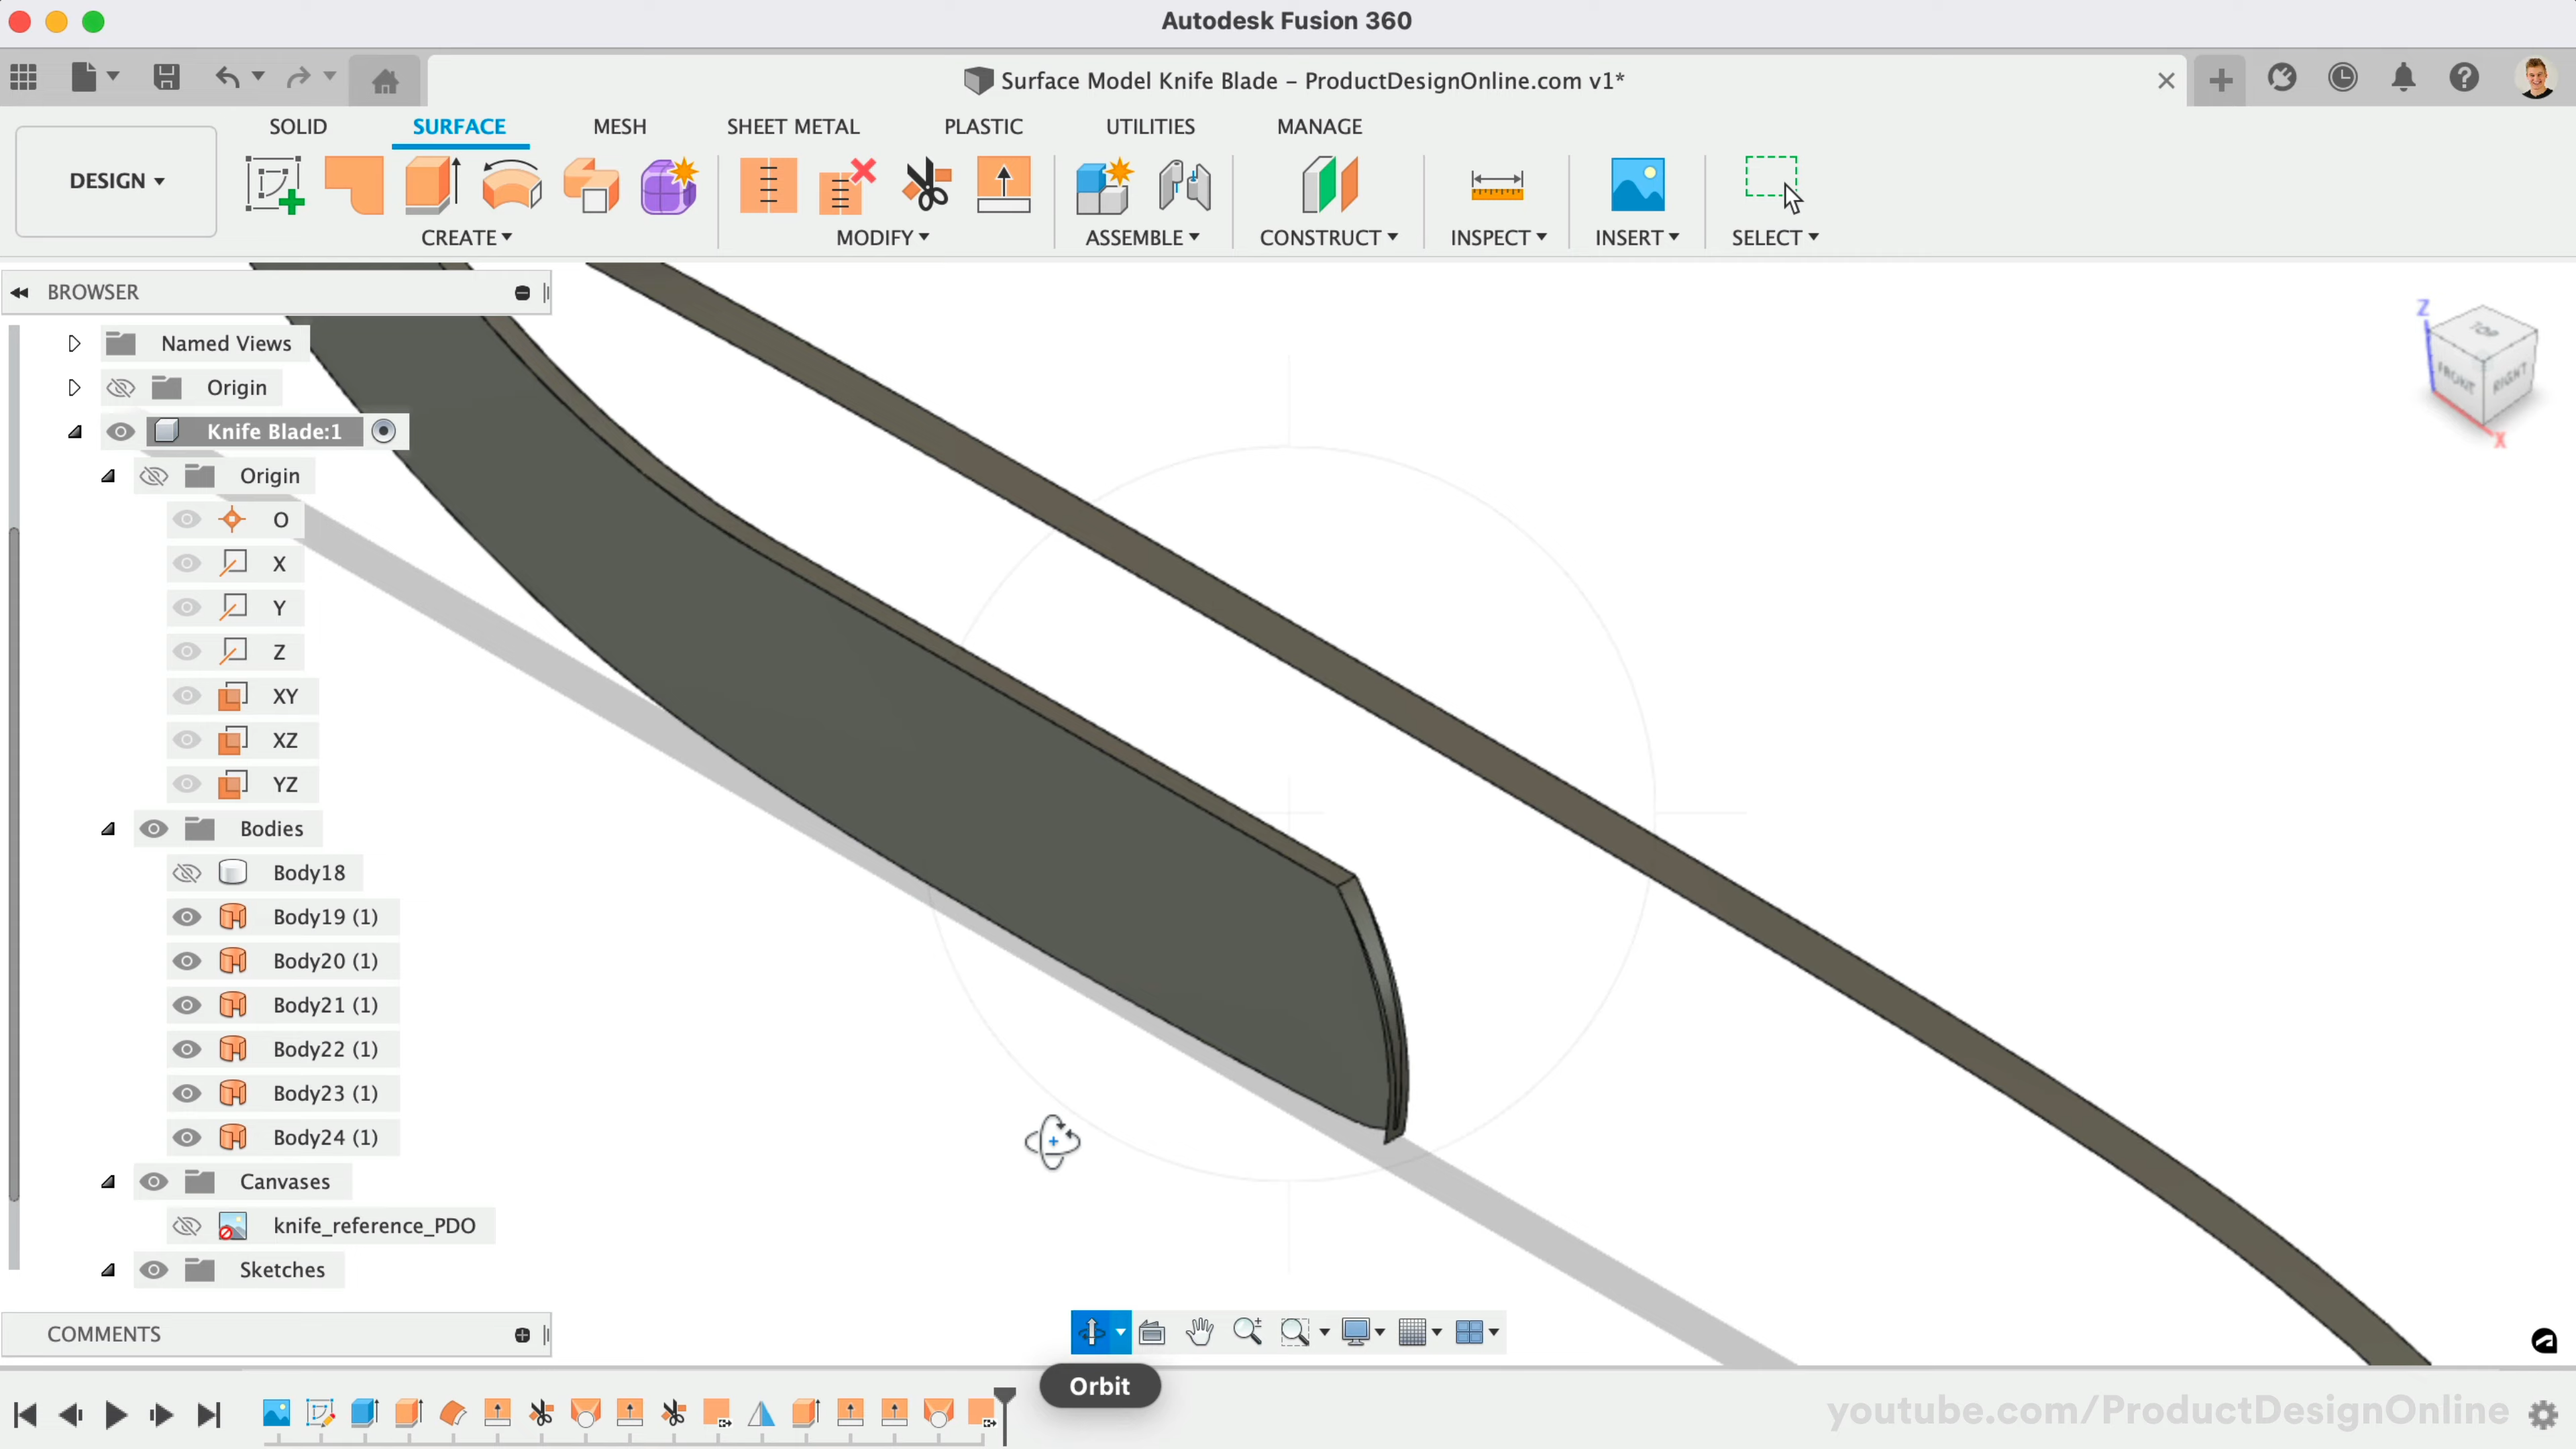 Autodesk Fusion 360
Surface Model Knife Blade – ProductDesignOnline.com v1*
SOLID SURFACE MESH SHEET METAL PLASTIC UTILITIES MANAGE
DESIGN
CREATE MODIFY ASSEMBLE CONSTRUCT INSPECT INSERT SELECT
BROWSER
Named Views
Origin
Knife Blade:1
Origin
O
X
Y
Z
XY
XZ
YZ
Bodies
Body18
Body19 (1)
Body20 (1)
Body21 (1)
Body22 (1)
Body23 (1)
Body24 (1)
Canvases
knife_reference_PDO
Sketches
COMMENTS
Z
TOP
FRONT RIGHT
X
Orbit
youtube.com/ProductDesignOnline